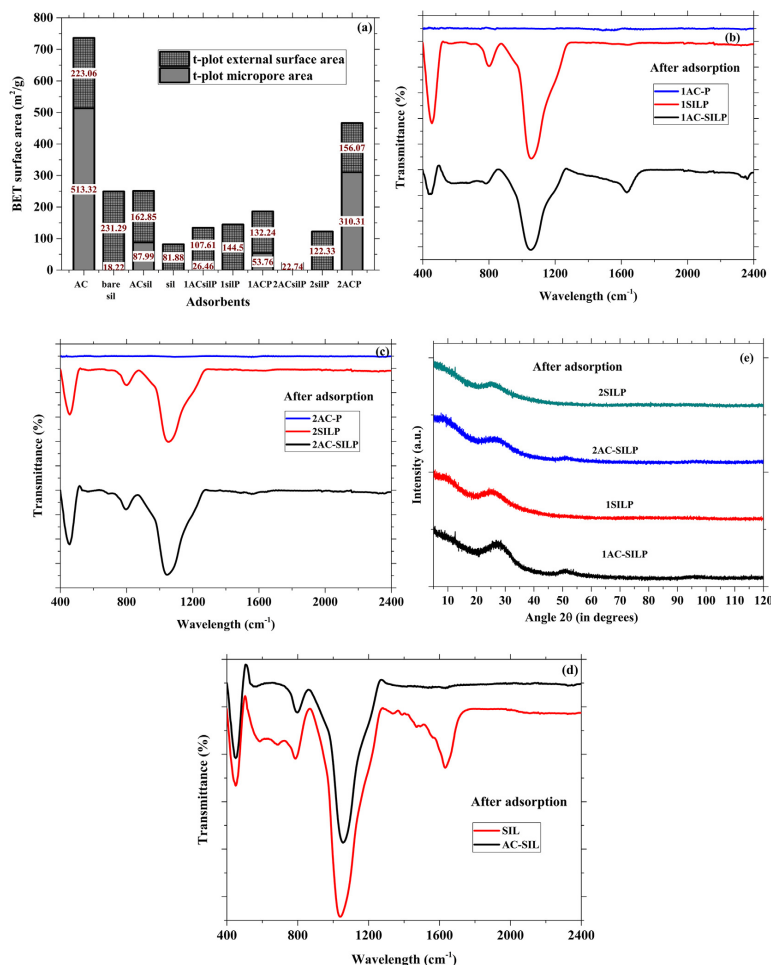 (a)
BET surface area (m²/g)
800
700
600
500
400
300
200
100
0
t-plot external surface area
t-plot micropore area
223.06
513.32
231.29
18.22
162.85
87.99
81.88
107.61
26.46
144.5
132.24
53.76
22.74
122.33
156.07
310.31
AC bare sil ACsil sil 1ACsilP 1silP 1ACP 2ACsilP 2silP 2ACP
Adsorbents
(b)
Transmittance (%)
After adsorption
1AC-P
1SILP
1AC-SILP
400 800 1200 1600 2000 2400
Wavelength (cm⁻¹)
(c)
Transmittance (%)
After adsorption
2AC-P
2SILP
2AC-SILP
400 800 1200 1600 2000 2400
Wavelength (cm⁻¹)
(e)
Intensity (a.u.)
After adsorption
2SILP
2AC-SILP
1SILP
1AC-SILP
10 20 30 40 50 60 70 80 90 100 110 120
Angle 2θ (in degrees)
(d)
Transmittance (%)
After adsorption
SIL
AC-SIL
400 800 1200 1600 2000 2400
Wavelength (cm⁻¹)